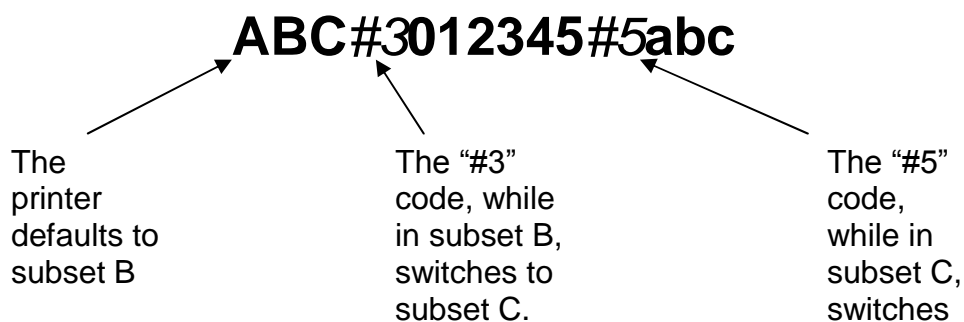 ABC#3012345#5abc
The
printer
defaults to
subset B
The “#3”
code, while
in subset B,
switches to
subset C.
The “#5”
code,
while in
subset C,
switches